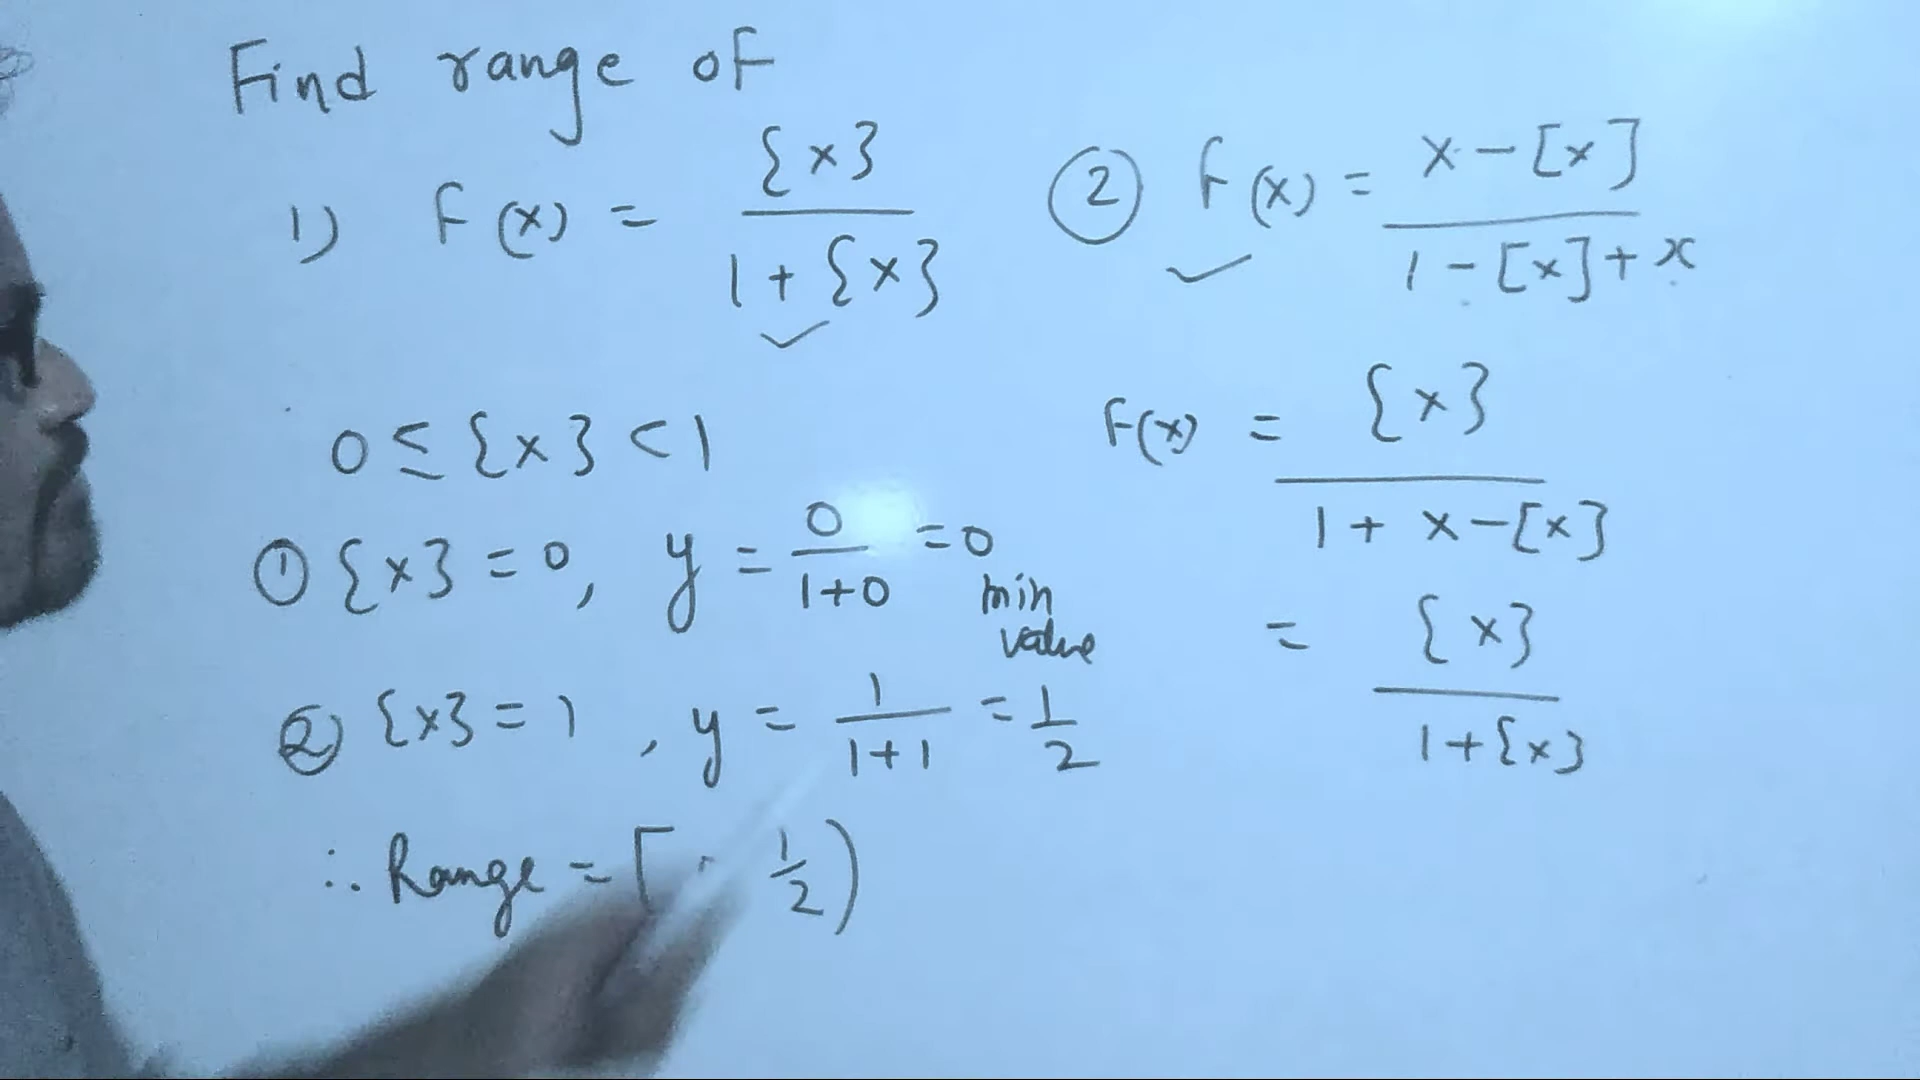 Find range of
1) F(x) = {x} / 1 + {x}
0 ≤ {x} < 1
① {x} = 0, y = 0 / 1+0 = 0
min
value
② {x} = 1, y = 1 / 1+1 = 1/2
∴ Range = [ 1/2 )
② F(x) = x - [x] / 1 - [x] + x
F(x) = {x} / 1 + x - [x]
= {x} / 1 + {x}